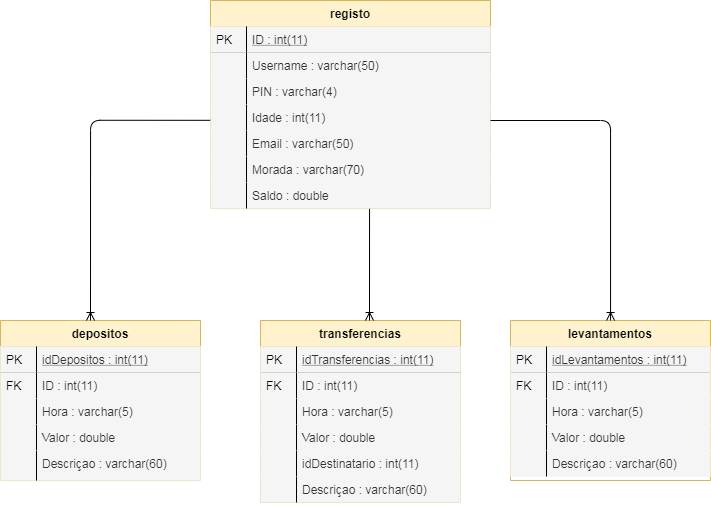 registo
PK ID : int(11)
Username : varchar(50)
PIN : varchar(4)
Idade : int(11)
Email : varchar(50)
Morada : varchar(70)
Saldo : double
depositos
PK idDepositos : int(11)
FK ID : int(11)
Hora : varchar(5)
Valor : double
Descriçao : varchar(60)
transferencias
PK idTransferencias : int(11)
FK ID : int(11)
Hora : varchar(5)
Valor : double
idDestinatario : int(11)
Descriçao : varchar(60)
levantamentos
PK idLevantamentos : int(11)
FK ID : int(11)
Hora : varchar(5)
Valor : double
Descriçao : varchar(60)